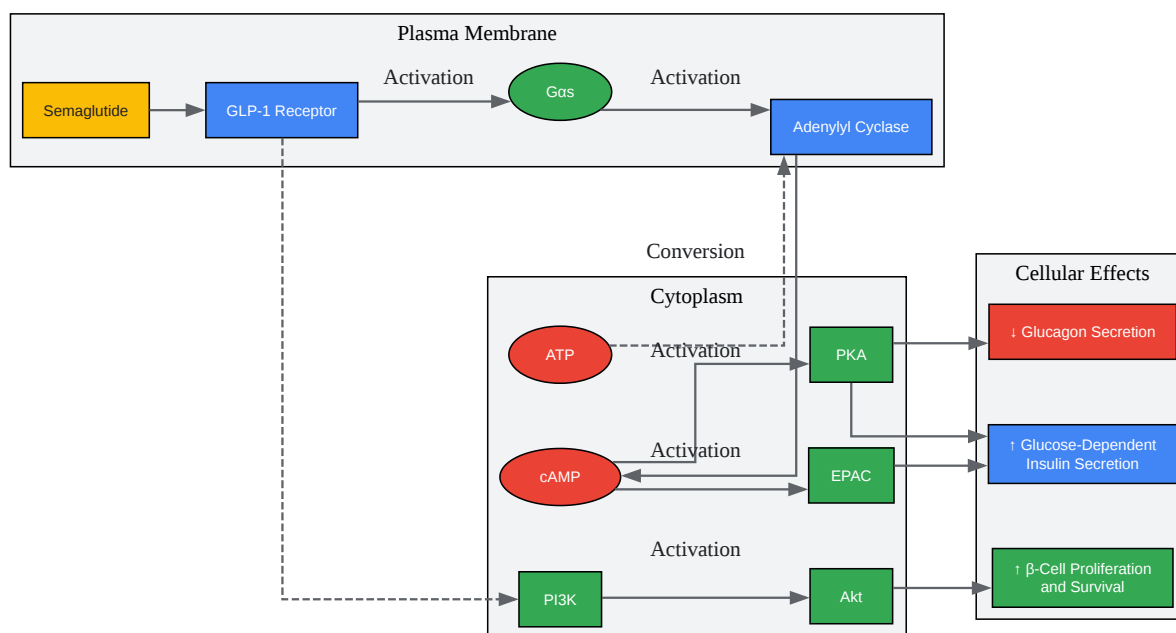 Plasma Membrane
Activation
Activation
Semaglutide
GLP-1 Receptor
Gαs
Adenylyl Cyclase
Conversion
Cytoplasm
Cellular Effects
ATP
Activation
PKA
↓ Glucagon Secretion
cAMP
Activation
EPAC
↑ Glucose-Dependent
Insulin Secretion
Activation
PI3K
Akt
↑ β-Cell Proliferation
and Survival